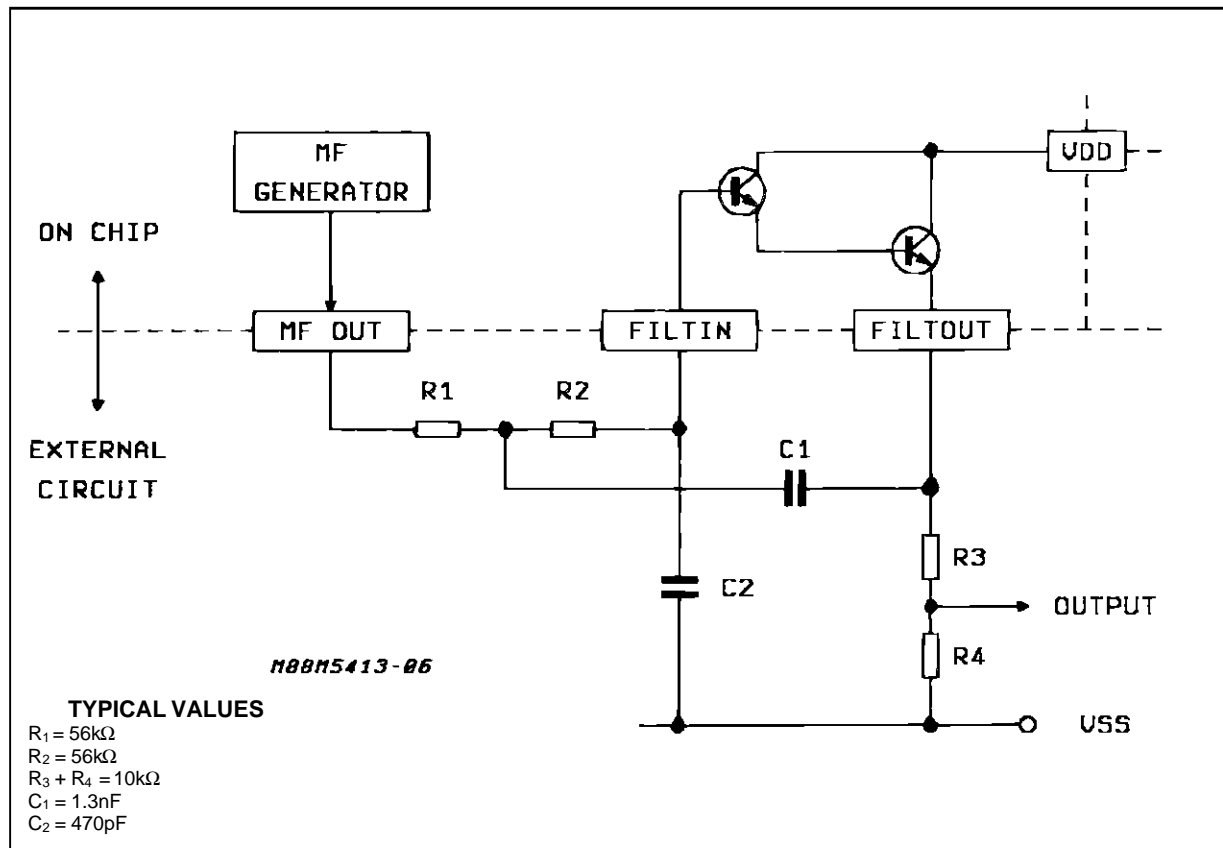 MF
GENERATOR
VDD
ON CHIP
MF OUT
FILTIN
FILTOUT
R1
R2
EXTERNAL
CIRCUIT
C1
R3
C2
OUTPUT
R4
M88M5413-06
VSS
TYPICAL VALUES
R₁ = 56kΩ
R₂ = 56kΩ
R₃ + R₄ = 10kΩ
C₁ = 1.3nF
C₂ = 470pF